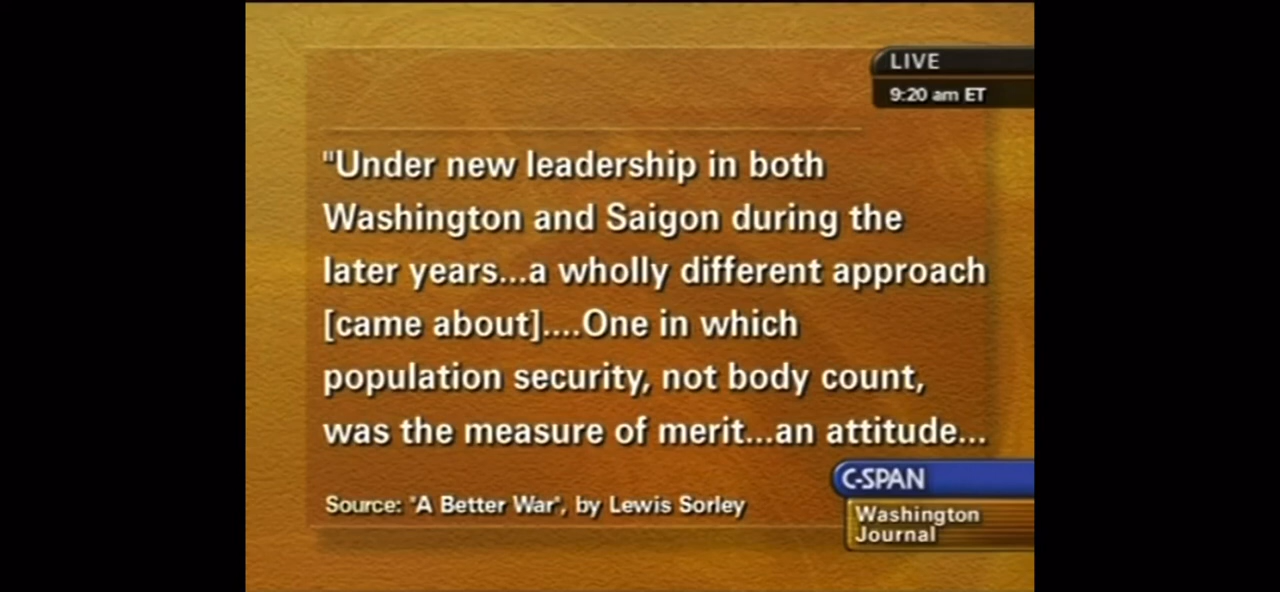 LIVE
9:20 am ET
"Under new leadership in both
Washington and Saigon during the
later years...a wholly different approach
[came about]....One in which
population security, not body count,
was the measure of merit...an attitude...
Source: "A Better War", by Lewis Sorley
C-SPAN
Washington
Journal